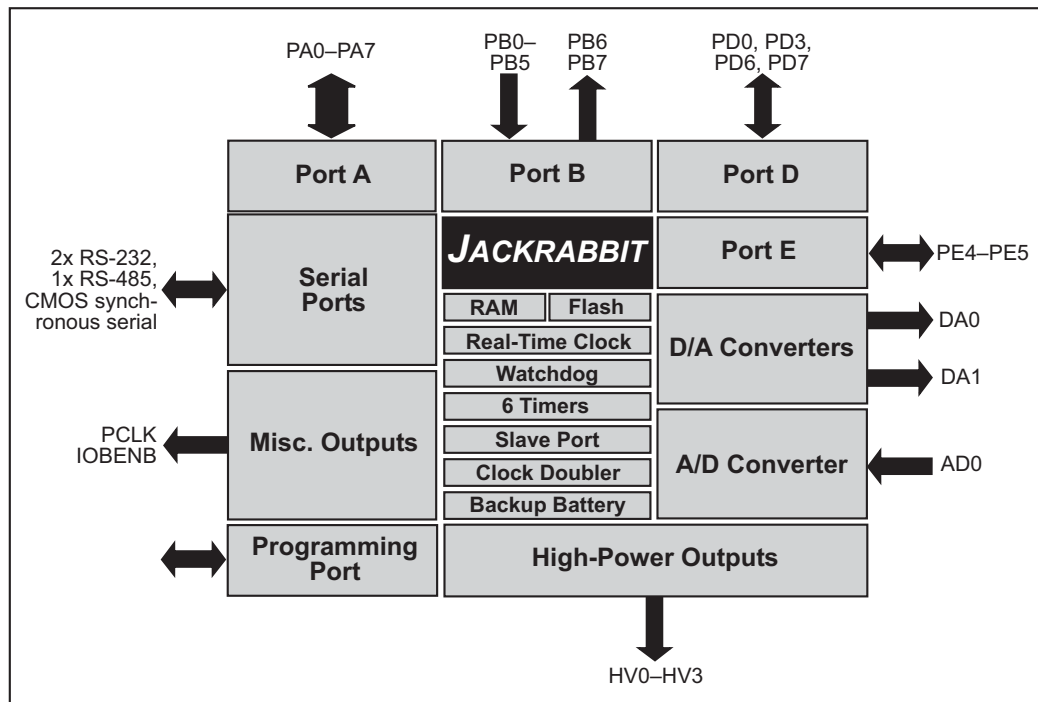 PA0–PA7
PB0–
PB5
PB6
PB7
PD0, PD3,
PD6, PD7
Port A
Port B
Port D
2x RS-232,
1x RS-485,
CMOS synch-
ronous serial
Serial
Ports
JACKRABBIT
Port E
PE4–PE5
RAM
Flash
Real-Time Clock
Watchdog
6 Timers
Slave Port
Clock Doubler
Backup Battery
D/A Converters
DA0
DA1
PCLK
IOBENB
Misc. Outputs
A/D Converter
AD0
Programming
Port
High-Power Outputs
HV0–HV3